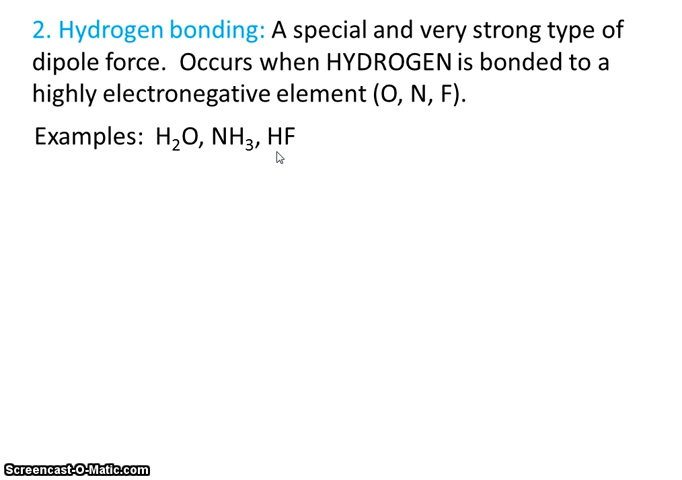 2. Hydrogen bonding: A special and very strong type of
dipole force. Occurs when HYDROGEN is bonded to a
highly electronegative element (O, N, F).
Examples: H₂O, NH₃, HF
Screencast-O-Matic.com